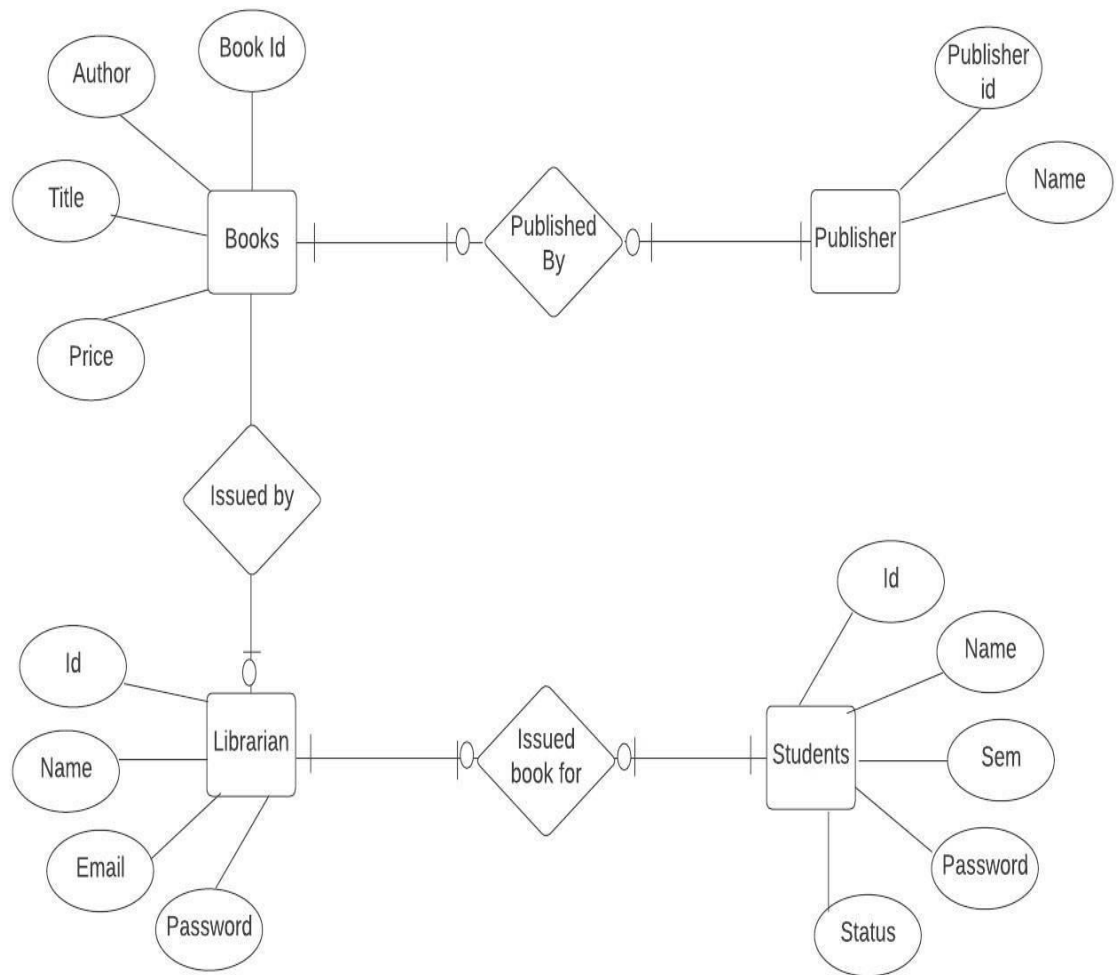 Book Id
Author
Title
Books
Price
Published
By
Publisher
id
Name
Publisher
Issued by
Id
Name
Librarian
Email
Password
Issued
book for
Id
Name
Students
Sem
Password
Status